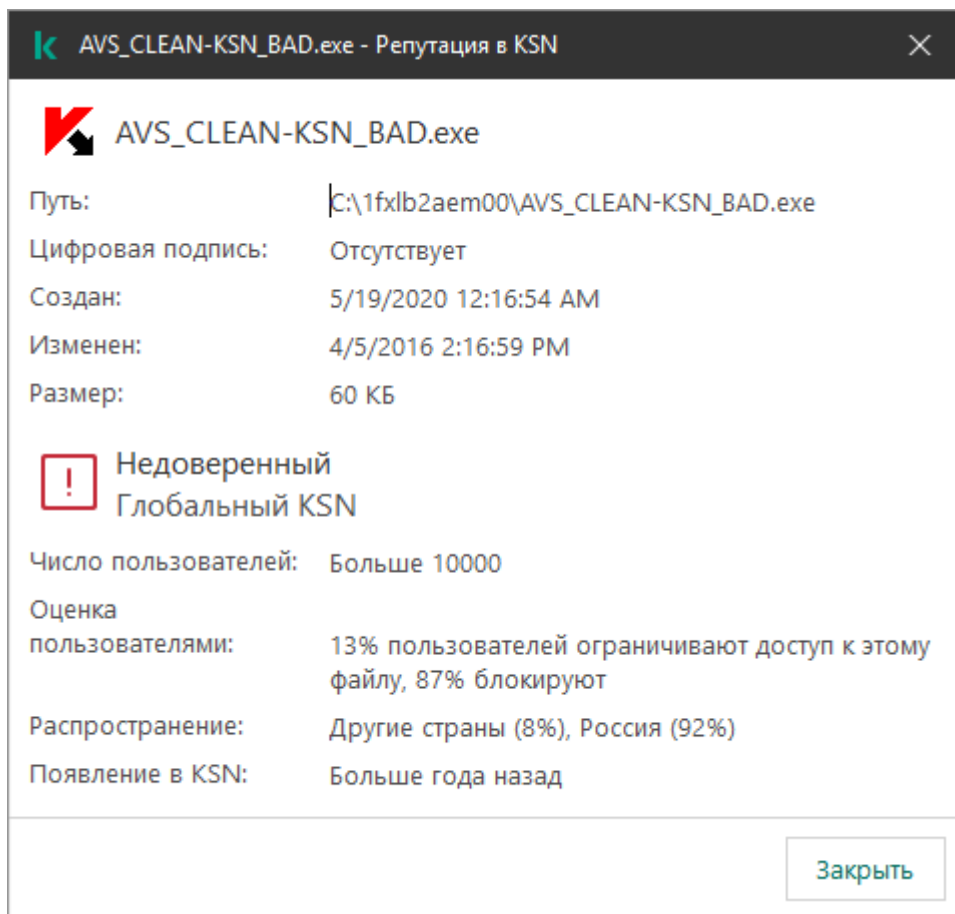 AVS_CLEAN-KSN_BAD.exe - Репутация в KSN
AVS_CLEAN-KSN_BAD.exe
Путь: C:\1fxlb2aem00\AVS_CLEAN-KSN_BAD.exe
Цифровая подпись: Отсутствует
Создан: 5/19/2020 12:16:54 AM
Изменен: 4/5/2016 2:16:59 PM
Размер: 60 КБ
Недоверенный
Глобальный KSN
Число пользователей: Больше 10000
Оценка
пользователями: 13% пользователей ограничивают доступ к этому
файлу, 87% блокируют
Распространение: Другие страны (8%), Россия (92%)
Появление в KSN: Больше года назад
Закрыть